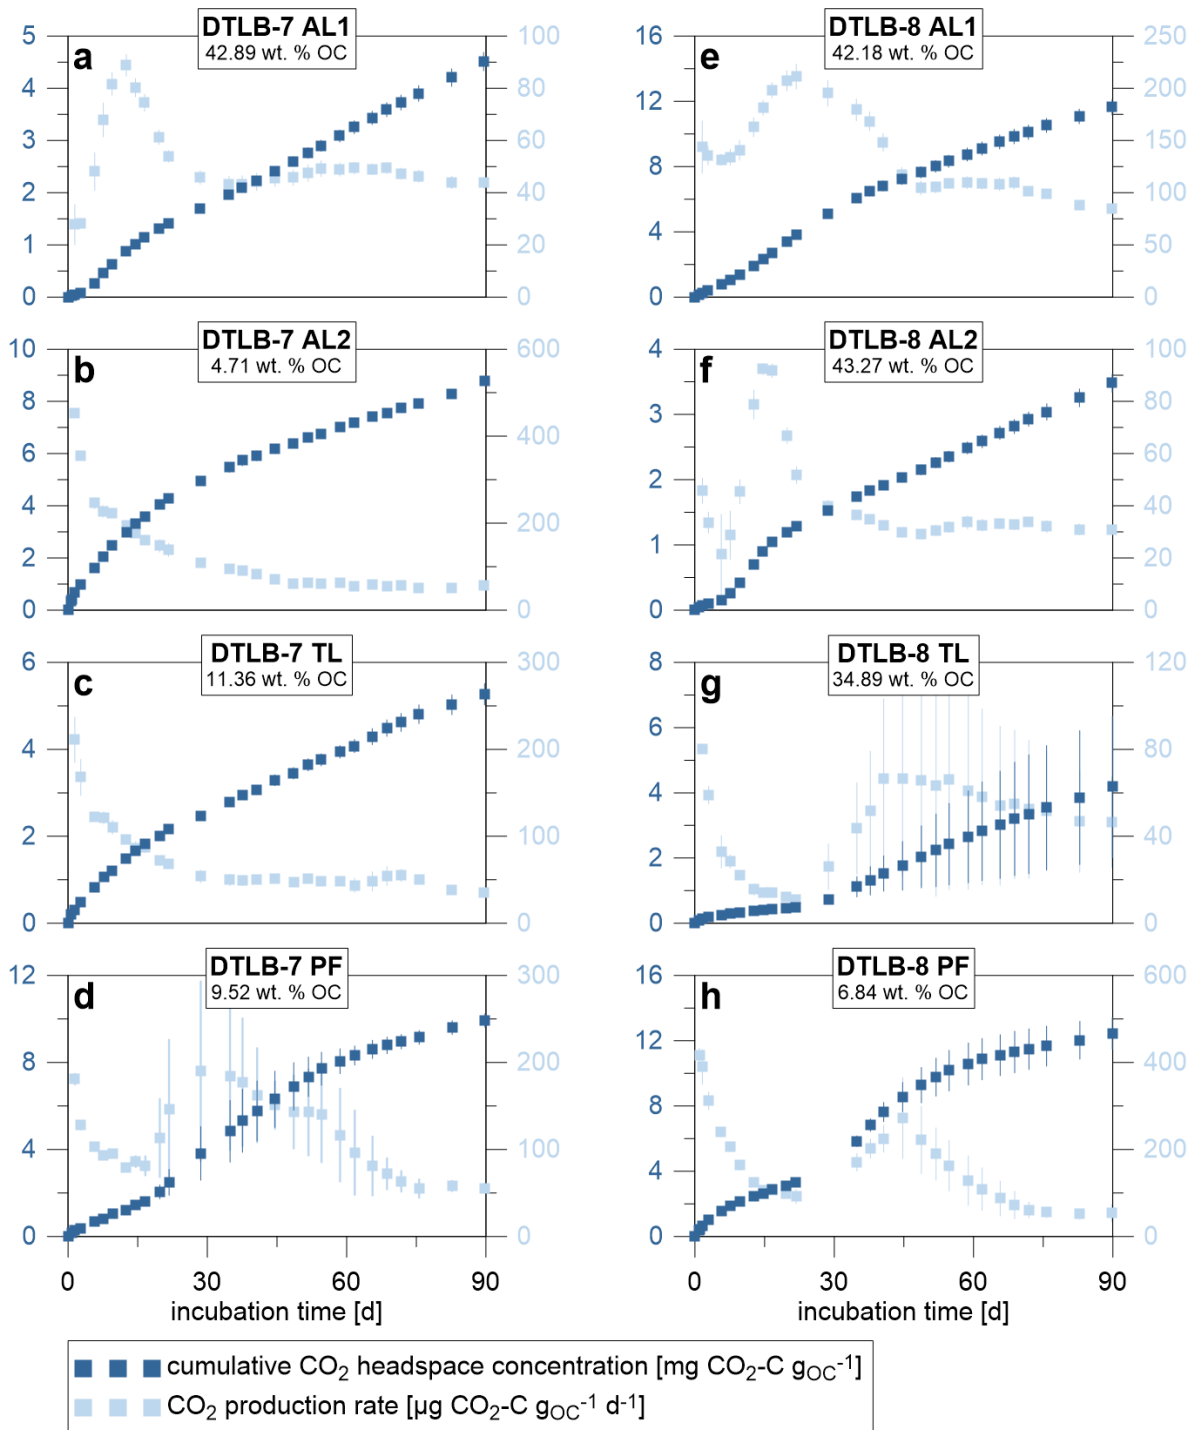 DTLB-7 AL1
42.89 wt. % OC
a
5
4
3
2
1
0
100
80
60
40
20
0
DTLB-8 AL1
42.18 wt. % OC
e
16
12
8
4
0
250
200
150
100
50
0
DTLB-7 AL2
4.71 wt. % OC
b
10
8
6
4
2
0
600
400
200
0
DTLB-8 AL2
43.27 wt. % OC
f
4
3
2
1
0
100
80
60
40
20
0
DTLB-7 TL
11.36 wt. % OC
c
6
4
2
0
300
200
100
0
DTLB-8 TL
34.89 wt. % OC
g
8
6
4
2
0
120
80
40
0
DTLB-7 PF
9.52 wt. % OC
d
12
8
4
0
300
200
100
0
0 30 60 90
incubation time [d]
DTLB-8 PF
6.84 wt. % OC
h
16
12
8
4
0
600
400
200
0
0 30 60 90
incubation time [d]
cumulative CO₂ headspace concentration [mg CO₂-C g_OC⁻¹]
CO₂ production rate [µg CO₂-C g_OC⁻¹ d⁻¹]